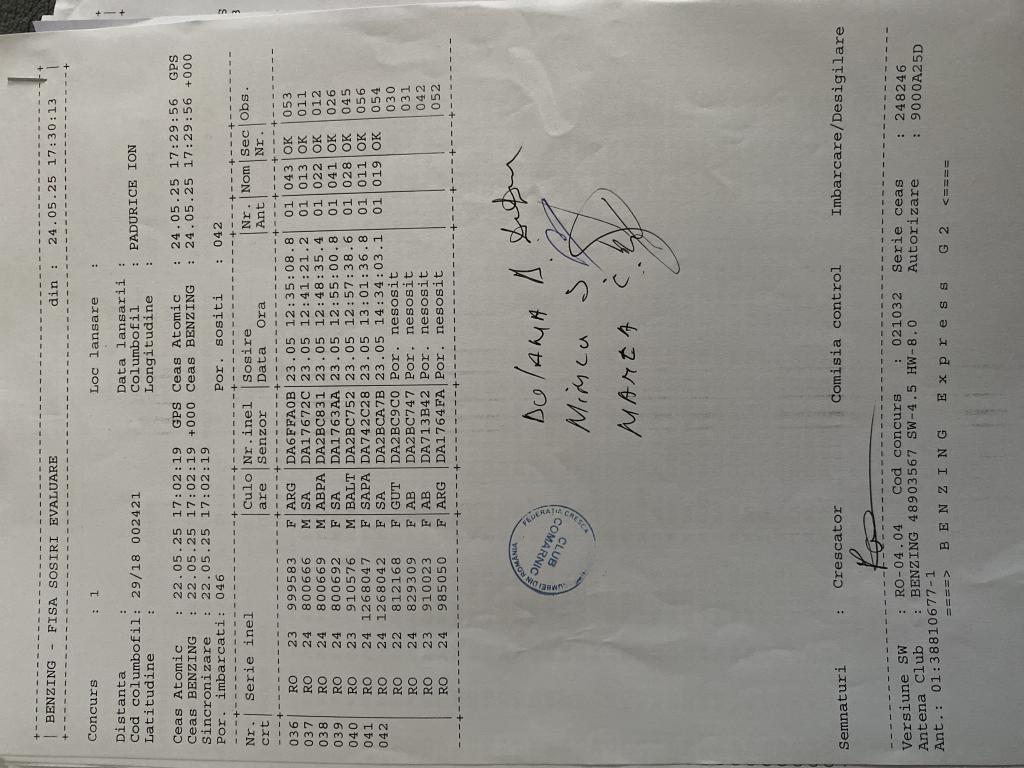 BENZING - FISA SOSIRI EVALUARE din : 24.05.25 17:30:13
Concurs : 1 Loc lansare :
Distanta : Data lansarii :
Cod columbofil: 29/18 002421 Columbofil : PADURICE ION
Latitudine : Longitudine :
Ceas Atomic : 22.05.25 17:02:19 GPS Ceas Atomic : 24.05.25 17:29:56 GPS
Ceas BENZING : 22.05.25 17:02:19 +000 Ceas BENZING : 24.05.25 17:29:56 +000
Sincronizare : 22.05.25 17:02:19
Por. imbarcati: 046 Por. sositi : 042
Nr. | Serie inel | Culo | Nr.inel | Sosire | Nr. | Nom | Sec | Obs.
crt | are | Senzor | Data Ora | Ant | Nr.
036 RO 23 999583 F ARG DA6FFA0B 23.05 12:35:08.8 01 043 OK 053
037 RO 24 800666 M SA DA17672C 23.05 12:41:21.2 01 013 OK 011
038 RO 24 800669 M ABPA DA2BC831 23.05 12:48:35.4 01 022 OK 012
039 RO 24 800692 F SA DA1763AA 23.05 12:55:00.8 01 041 OK 026
040 RO 23 910576 M BALT DA2BC752 23.05 12:57:38.6 01 028 OK 045
041 RO 24 1268047 F SAPA DA742C28 23.05 13:01:36.8 01 011 OK 056
042 RO 24 1268042 F SA DA2BCA7B 23.05 14:34:03.1 01 019 OK 054
RO 22 812168 F GUT DA2BC9C0 Por. nesosit 030
RO 24 829309 F AB DA2BC747 Por. nesosit 031
RO 23 910023 F AB DA713B42 Por. nesosit 042
RO 24 985050 F ARG DA1764FA Por. nesosit 052
FEDERAȚIA CRESCA
UMBEI DIN ROMÂNIA
CLUB
COMARNIC
MIMCU S.
MANEA C.
Semnaturi : Crescator Comisia control Imbarcare/Desigilare
Versiune SW : RO-04.04 Cod concurs : 021032 Serie ceas : 248246
Antena Club : BENZING 48903567 SW-4.5 HW-8.0 Autorizare : 9000A25D
Ant.: 01:38810677-1
====> B E N Z I N G E x p r e s s G 2 <====